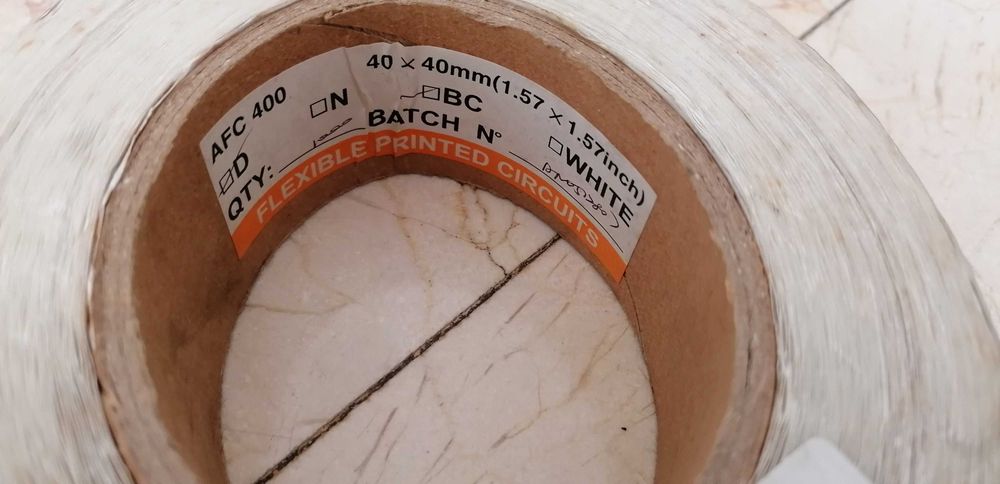 AFC 400 40 × 40mm(1.57 × 1.57inch)
☑D ☐N ☑BC ☐WHITE
QTY: BATCH N°
FLEXIBLE PRINTED CIRCUITS